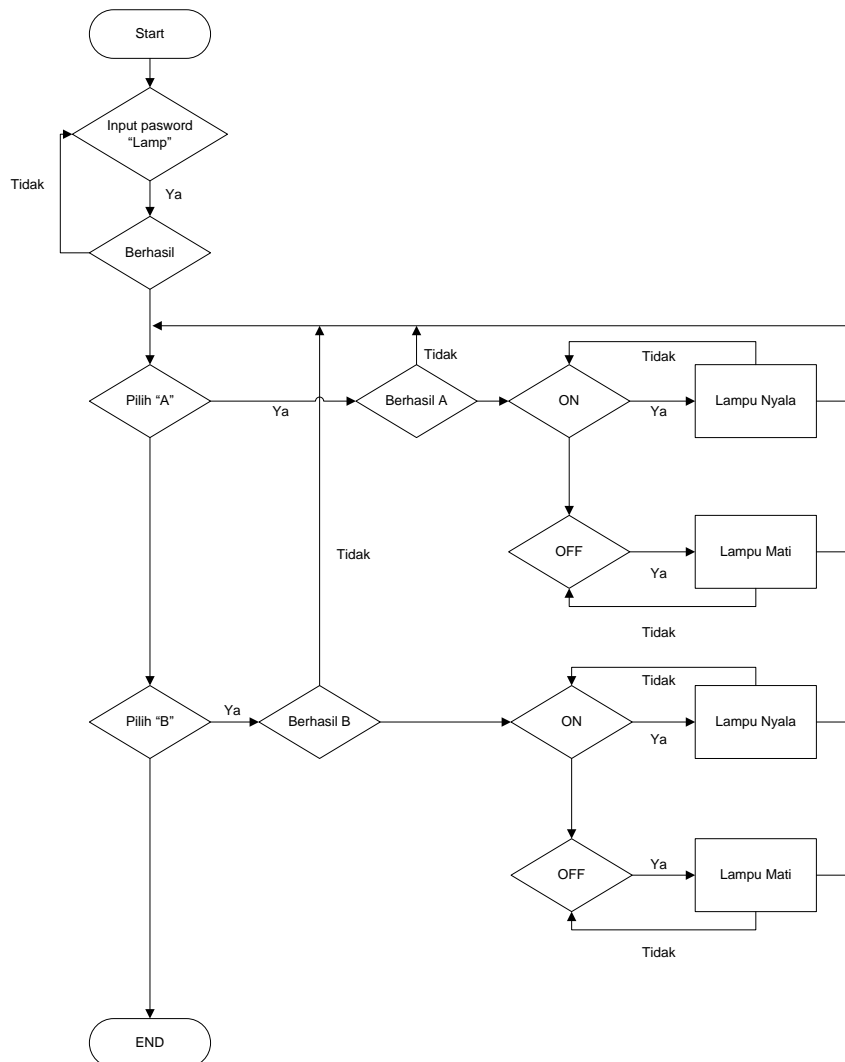 Start
Input pasword
“Lamp”
Tidak
Ya
Berhasil
Tidak
Tidak
Pilih “A”
Ya
Berhasil A
ON
Ya
Lampu Nyala
Tidak
OFF
Ya
Lampu Mati
Tidak
Tidak
Pilih “B”
Ya
Berhasil B
ON
Ya
Lampu Nyala
OFF
Ya
Lampu Mati
Tidak
END